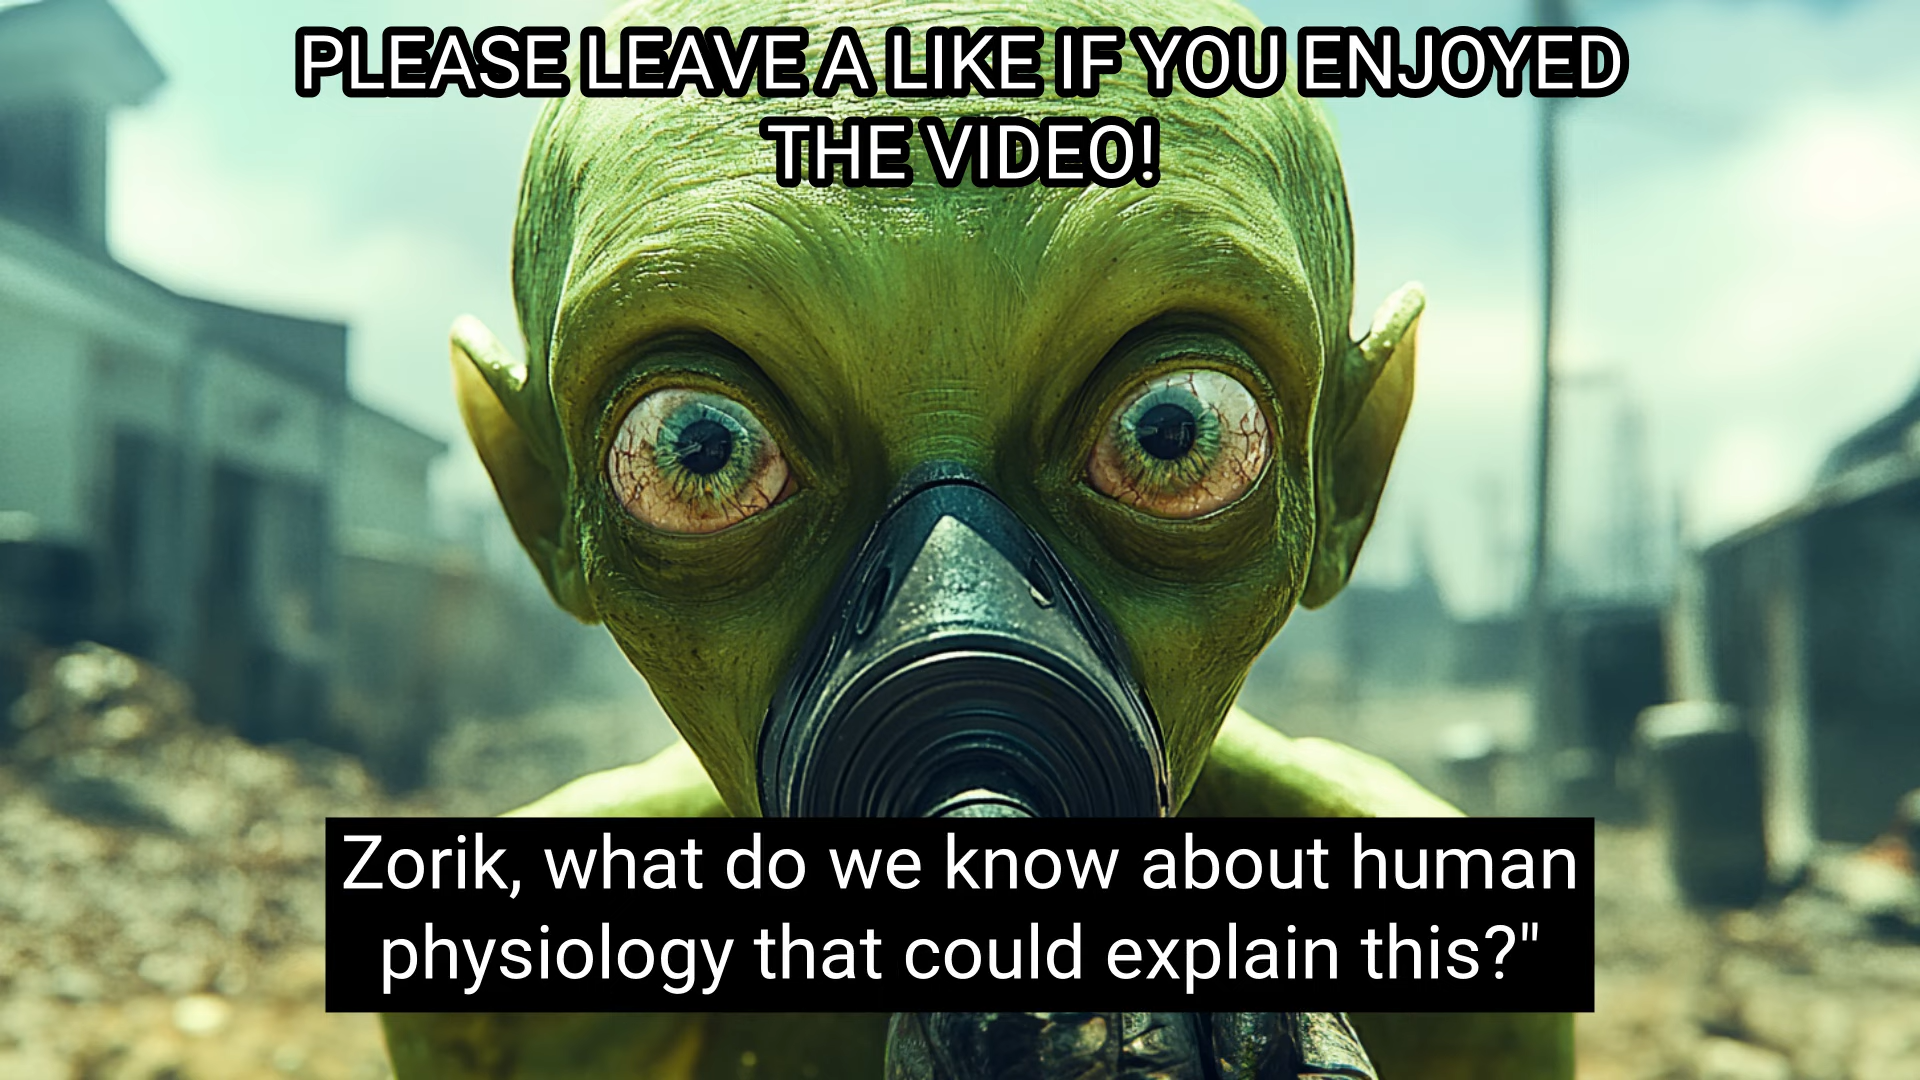 PLEASE LEAVE A LIKE IF YOU ENJOYED
THE VIDEO!
Zorik, what do we know about human
physiology that could explain this?"